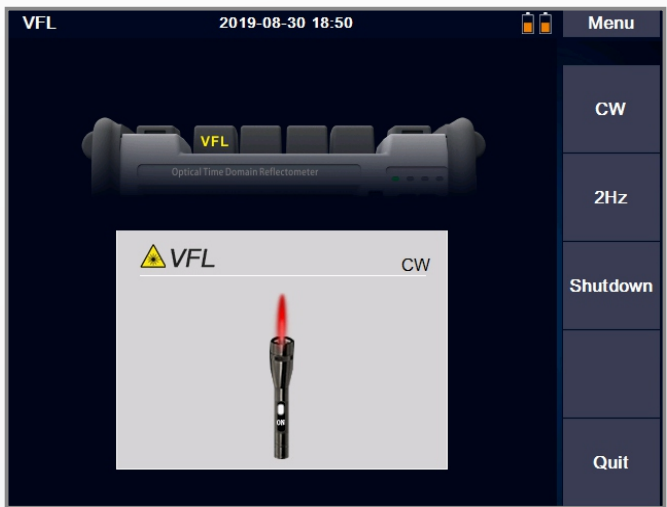 VFL
2019-08-30 18:50
Menu
CW
2Hz
Shutdown
Quit
VFL
Optical Time Domain Reflectometer
VFL
CW
ON